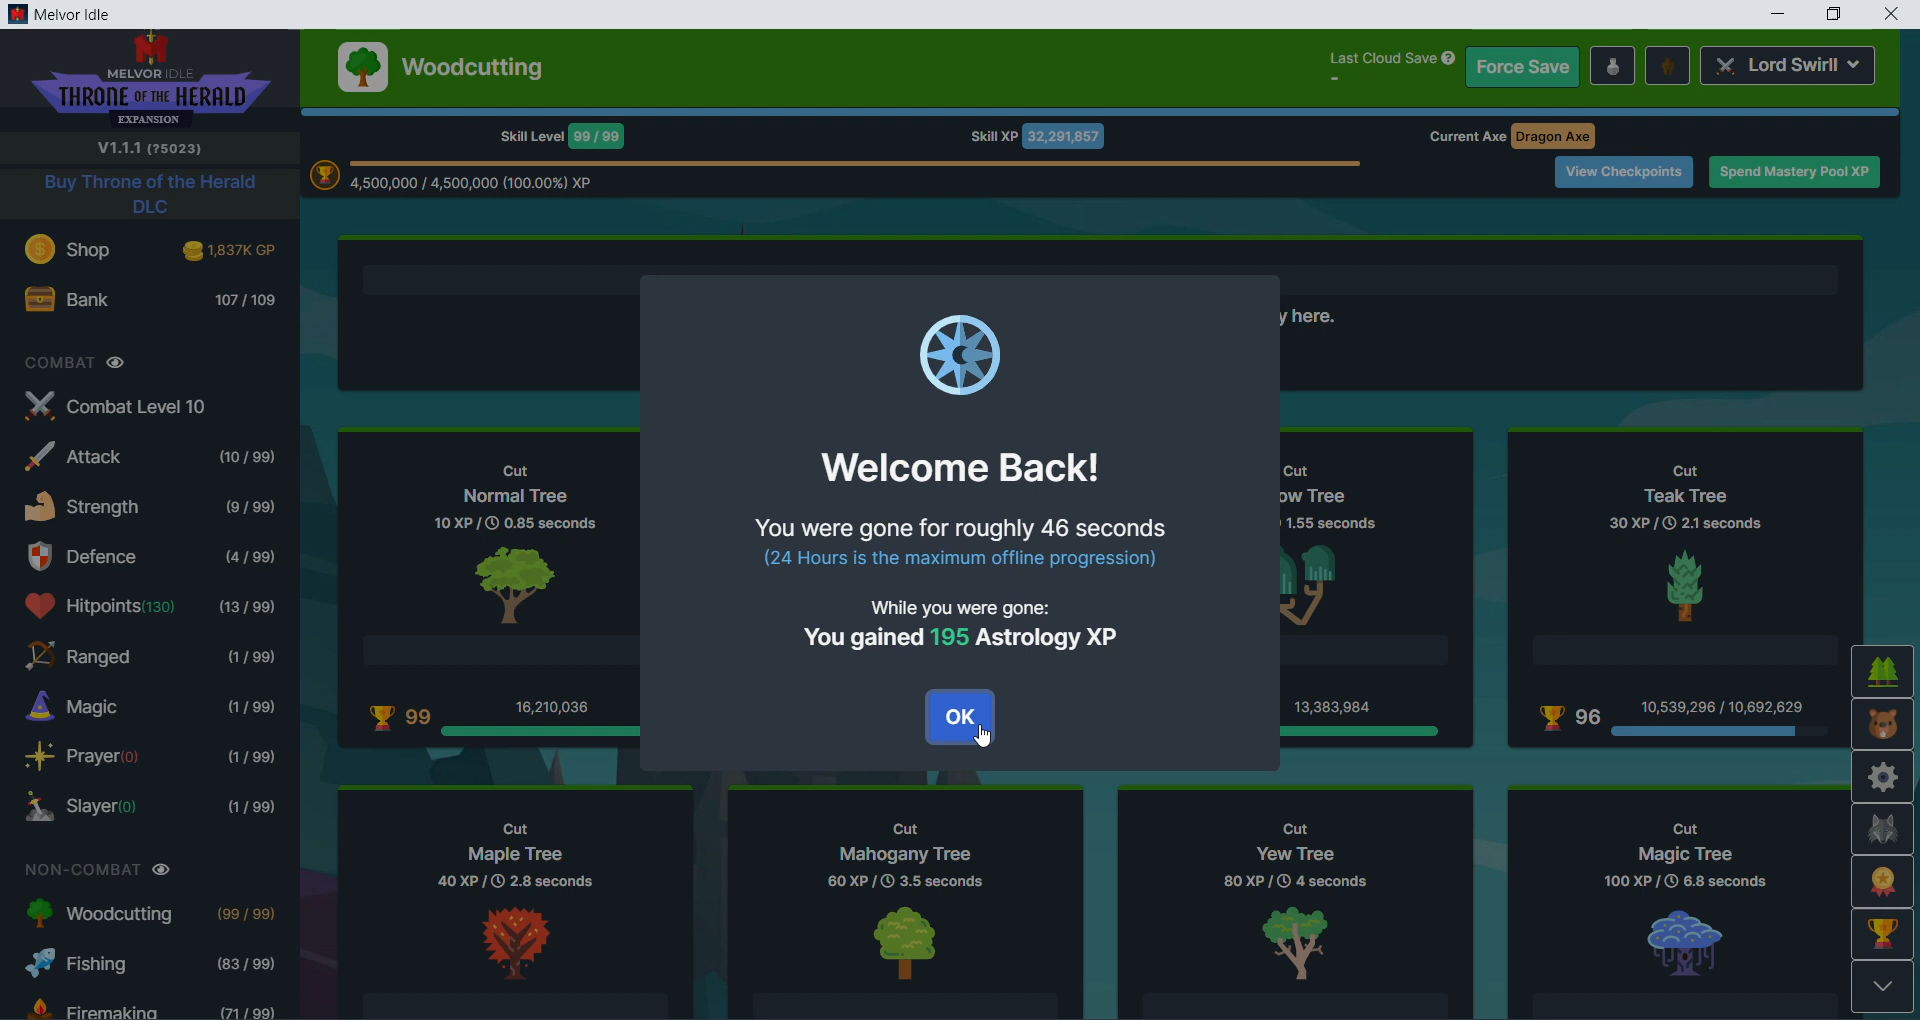 Melvor Idle
MELVOR IDLE
THRONE OF THE HERALD
EXPANSION
V1.1.1 (?5023)
Buy Throne of the Herald
DLC
Shop 1,837K GP
Bank 107 / 109
COMBAT
Combat Level 10
Attack (10 / 99)
Strength (9 / 99)
Defence (4 / 99)
Hitpoints(130) (13 / 99)
Ranged (1 / 99)
Magic (1 / 99)
Prayer(0) (1 / 99)
Slayer(0) (1 / 99)
NON-COMBAT
Woodcutting (99 / 99)
Fishing (83 / 99)
Firemaking (71 / 99)
Woodcutting
Last Cloud Save ?
-
Force Save
Lord Swirll
Skill Level 99 / 99
Skill XP 32,291,857
Current Axe Dragon Axe
4,500,000 / 4,500,000 (100.00%) XP
View Checkpoints
Spend Mastery Pool XP
y here.
Welcome Back!
You were gone for roughly 46 seconds
(24 Hours is the maximum offline progression)
While you were gone:
You gained 195 Astrology XP
OK
Cut
Normal Tree
10 XP / 0.85 seconds
99 16,210,036
Cut
ow Tree
1.55 seconds
13,383,984
Cut
Teak Tree
30 XP / 2.1 seconds
96 10,539,296 / 10,692,629
Cut
Maple Tree
40 XP / 2.8 seconds
Cut
Mahogany Tree
60 XP / 3.5 seconds
Cut
Yew Tree
80 XP / 4 seconds
Cut
Magic Tree
100 XP / 6.8 seconds